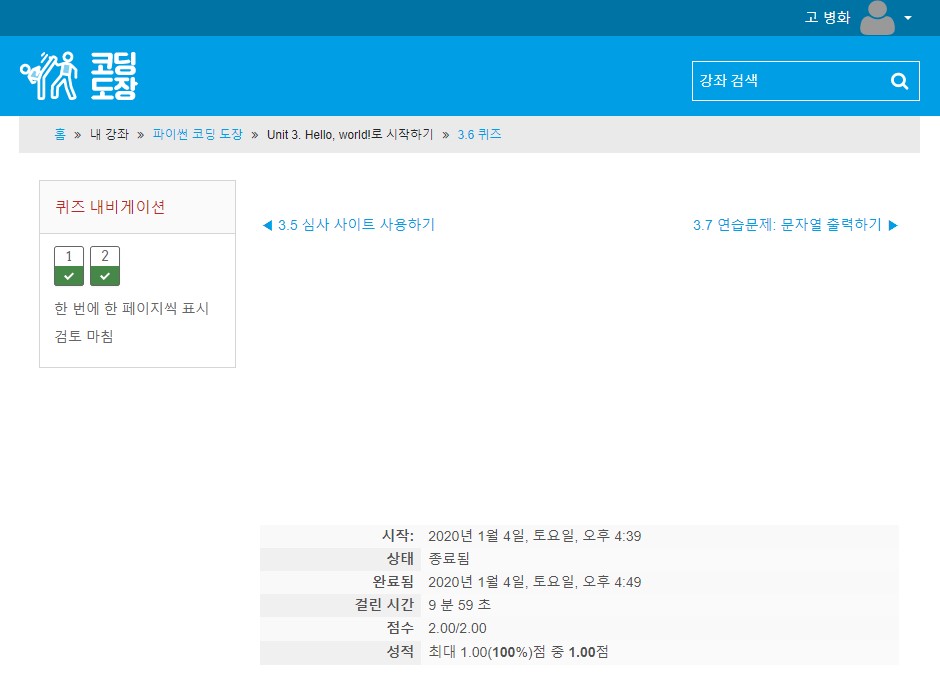 고 병화
코딩
도장
강좌 검색
홈 » 내 강좌 » 파이썬 코딩 도장 » Unit 3. Hello, world!로 시작하기 » 3.6 퀴즈
퀴즈 내비게이션
1 2
한 번에 한 페이지씩 표시
검토 마침
◀ 3.5 심사 사이트 사용하기
3.7 연습문제: 문자열 출력하기 ▶
시작: 2020년 1월 4일, 토요일, 오후 4:39
상태 종료됨
완료됨 2020년 1월 4일, 토요일, 오후 4:49
걸린 시간 9 분 59 초
점수 2.00/2.00
성적 최대 1.00(100%)점 중 1.00점